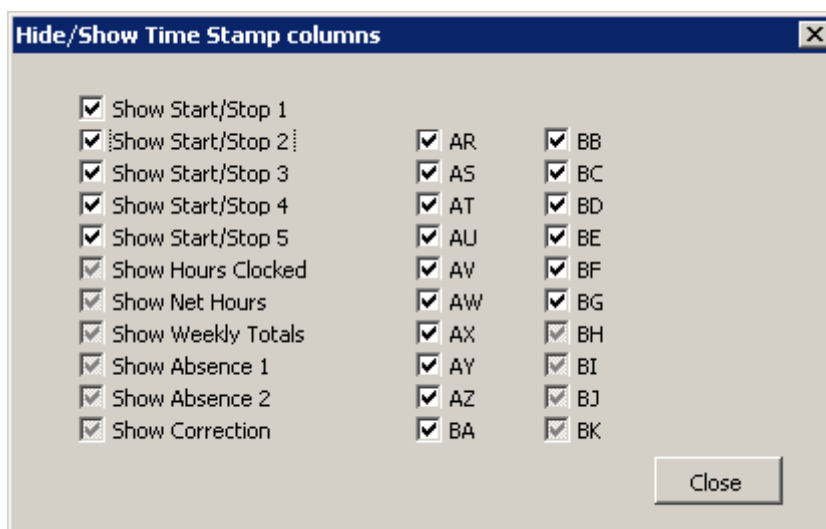 Hide/Show Time Stamp columns
Show Start/Stop 1
Show Start/Stop 2 AR BB
Show Start/Stop 3 AS BC
Show Start/Stop 4 AT BD
Show Start/Stop 5 AU BE
Show Hours Clocked AV BF
Show Net Hours AW BG
Show Weekly Totals AX BH
Show Absence 1 AY BI
Show Absence 2 AZ BJ
Show Correction BA BK
Close